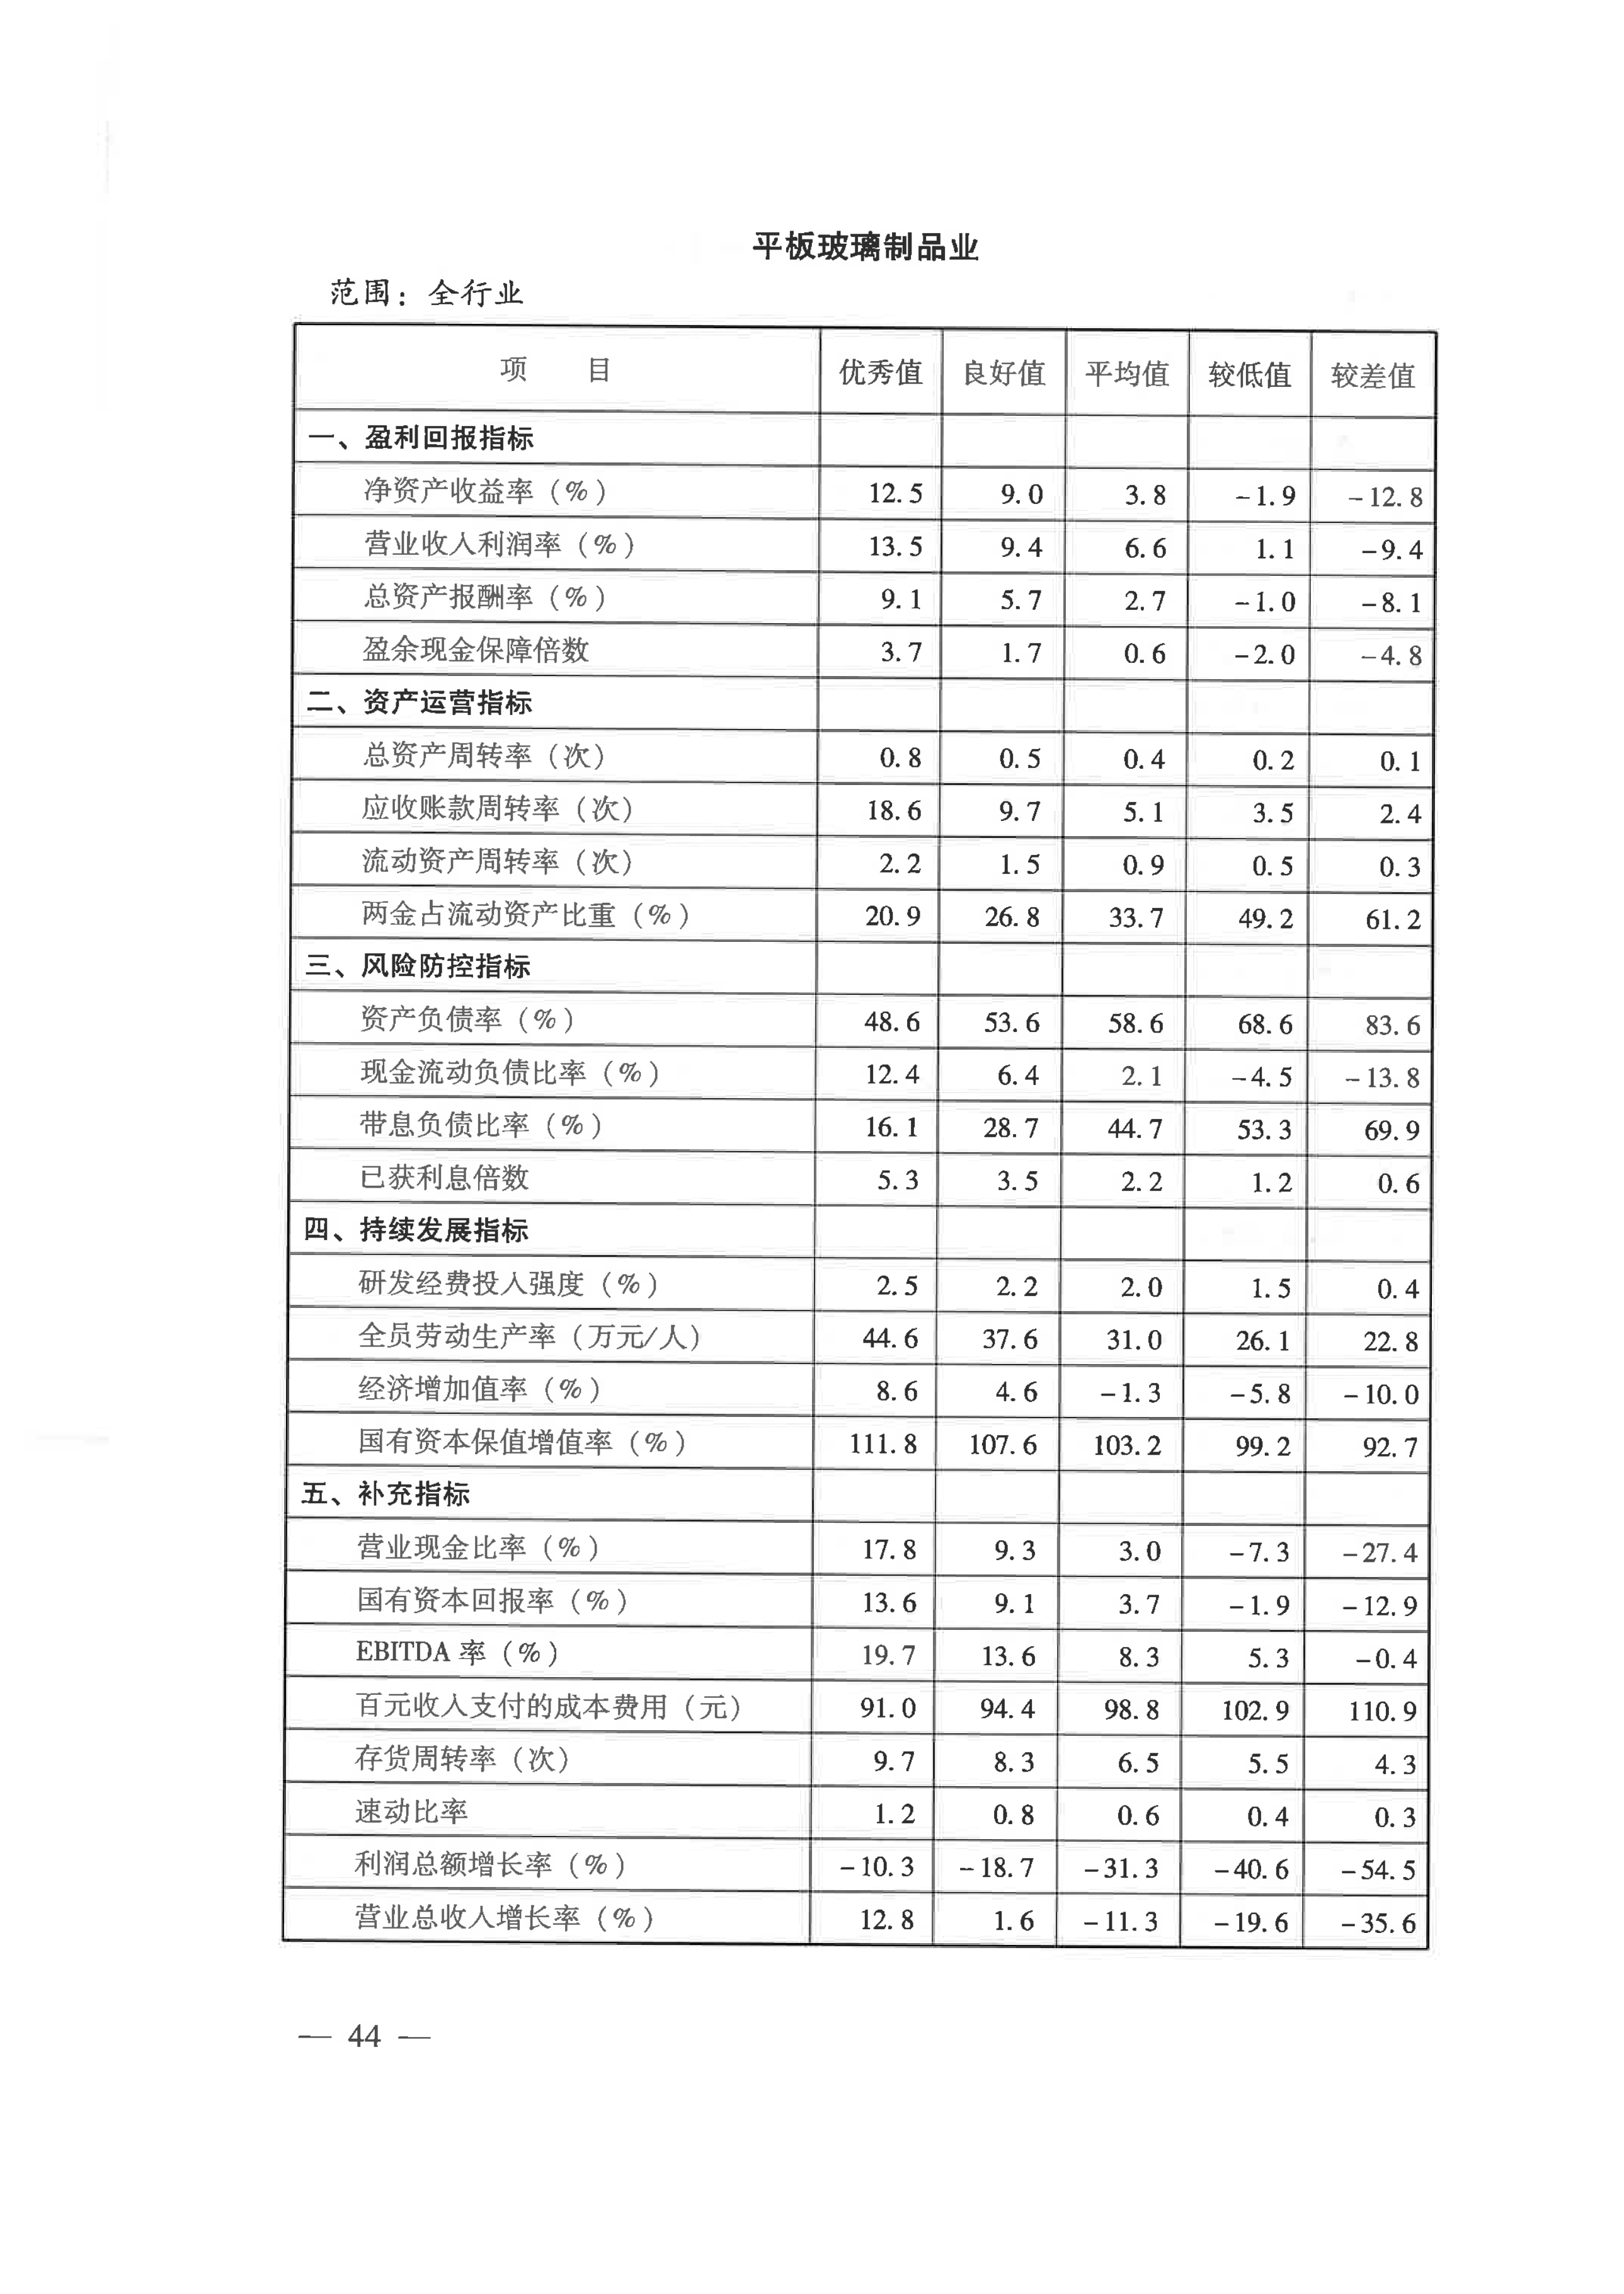 平板玻璃制品业
范围：全行业
项 目 优秀值 良好值 平均值 较低值 较差值
一、盈利回报指标
净资产收益率（%） 12.5 9.0 3.8 -1.9 -12.8
营业收入利润率（%） 13.5 9.4 6.6 1.1 -9.4
总资产报酬率（%） 9.1 5.7 2.7 -1.0 -8.1
盈余现金保障倍数 3.7 1.7 0.6 -2.0 -4.8
二、资产运营指标
总资产周转率（次） 0.8 0.5 0.4 0.2 0.1
应收账款周转率（次） 18.6 9.7 5.1 3.5 2.4
流动资产周转率（次） 2.2 1.5 0.9 0.5 0.3
两金占流动资产比重（%） 20.9 26.8 33.7 49.2 61.2
三、风险防控指标
资产负债率（%） 48.6 53.6 58.6 68.6 83.6
现金流动负债比率（%） 12.4 6.4 2.1 -4.5 -13.8
带息负债比率（%） 16.1 28.7 44.7 53.3 69.9
已获利息倍数 5.3 3.5 2.2 1.2 0.6
四、持续发展指标
研发经费投入强度（%） 2.5 2.2 2.0 1.5 0.4
全员劳动生产率（万元/人） 44.6 37.6 31.0 26.1 22.8
经济增加值率（%） 8.6 4.6 -1.3 -5.8 -10.0
国有资本保值增值率（%） 111.8 107.6 103.2 99.2 92.7
五、补充指标
营业现金比率（%） 17.8 9.3 3.0 -7.3 -27.4
国有资本回报率（%） 13.6 9.1 3.7 -1.9 -12.9
EBITDA 率（%） 19.7 13.6 8.3 5.3 -0.4
百元收入支付的成本费用（元） 91.0 94.4 98.8 102.9 110.9
存货周转率（次） 9.7 8.3 6.5 5.5 4.3
速动比率 1.2 0.8 0.6 0.4 0.3
利润总额增长率（%） -10.3 -18.7 -31.3 -40.6 -54.5
营业总收入增长率（%） 12.8 1.6 -11.3 -19.6 -35.6
— 44 —